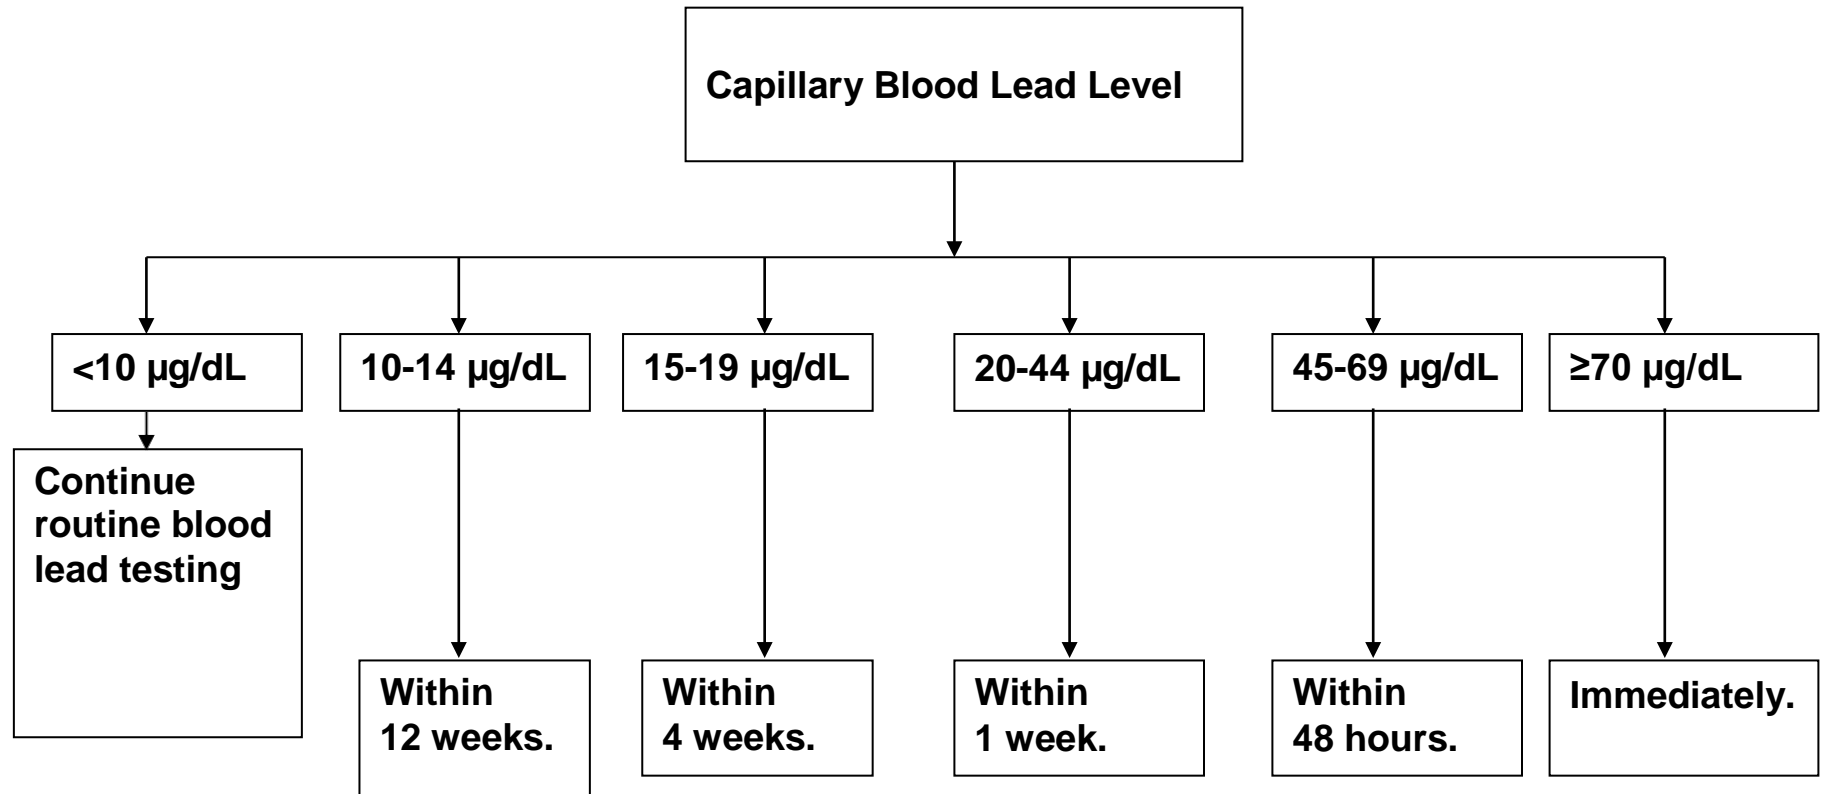 Capillary Blood Lead Level
<10 µg/dL
10-14 µg/dL
15-19 µg/dL
20-44 µg/dL
45-69 µg/dL
≥70 µg/dL
Continue
routine blood
lead testing
Within
12 weeks.
Within
4 weeks.
Within
1 week.
Within
48 hours.
Immediately.